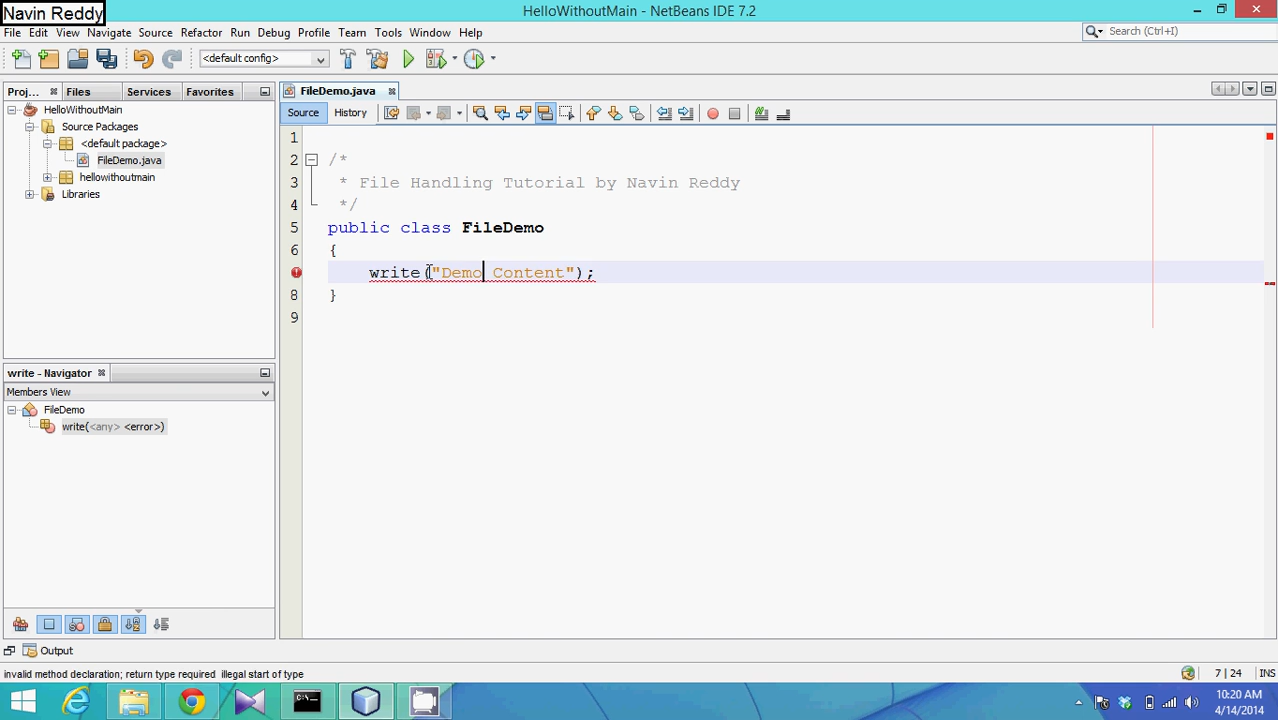 Navin Reddy
HelloWithoutMain - NetBeans IDE 7.2
File Edit View Navigate Source Refactor Run Debug Profile Team Tools Window Help
Search (Ctrl+I)
<default config>
Proj... Files Services Favorites
FileDemo.java
HelloWithoutMain
Source Packages
<default package>
FileDemo.java
hellowithoutmain
Libraries
Source History
1
2 /*
3 * File Handling Tutorial by Navin Reddy
4 */
5 public class FileDemo
6 {
write("Demo Content");
8 }
9
write - Navigator
Members View
FileDemo
write(<any> <error>)
Output
invalid method declaration; return type required illegal start of type
7 | 24 INS
10:20 AM
4/14/2014